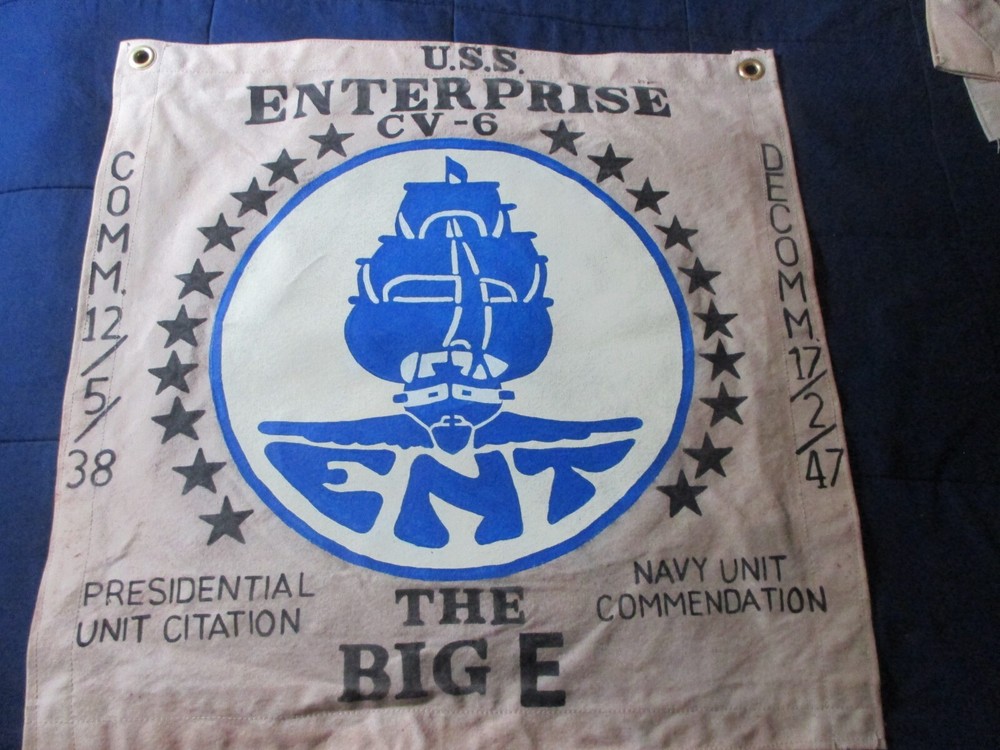 U.S.S.
ENTERPRISE
CV-6
COMM. 12/5/38
DECOMM. 17/2/47
ENT
PRESIDENTIAL
UNIT CITATION
THE
BIG E
NAVY UNIT
COMMENDATION